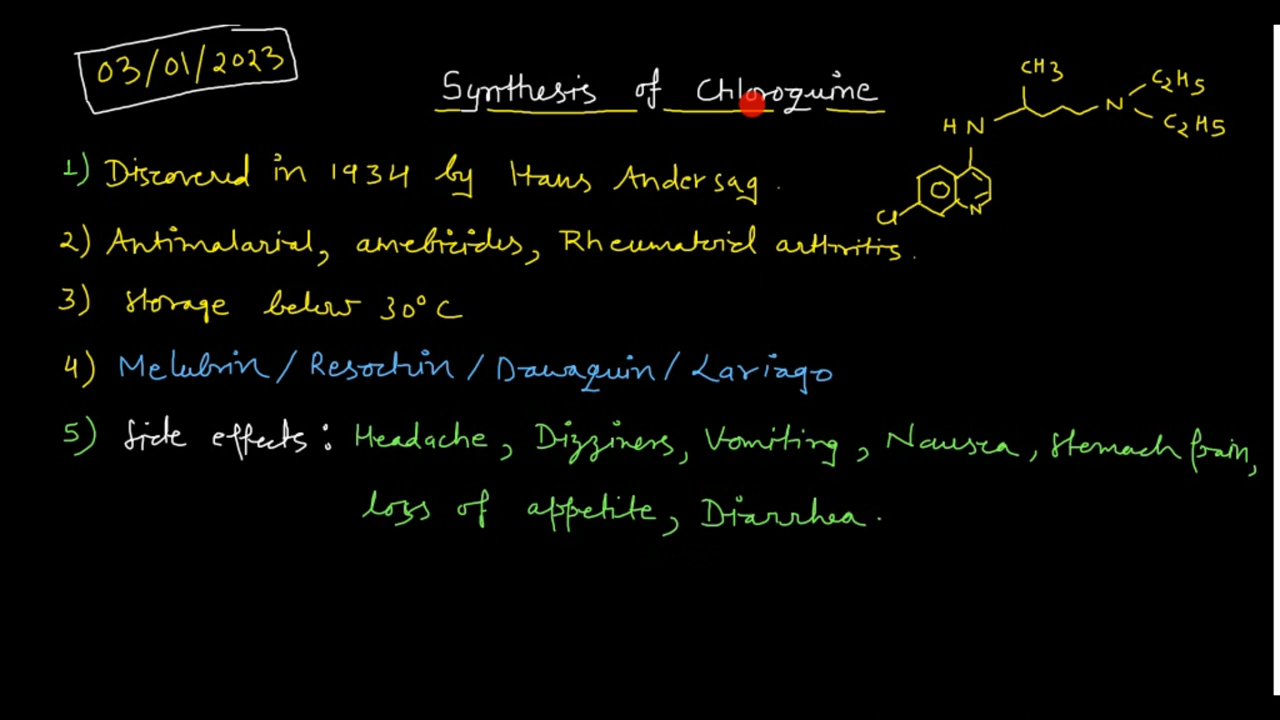 03/01/2023
Synthesis of Chloroquine
CH3
C2H5
HN
N
C2H5
Cl
N
1) Discovered in 1934 by Hans Andersag.
2) Antimalarial, amebicides, Rheumatoid arthritis.
3) Storage below 30°C
4) Melubrin / Resochin / Dawaquin / Lariago
5) Side effects: Headache, Dizziness, Vomiting, Nausea, Stomach pain,
loss of appetite, Diarrhea.